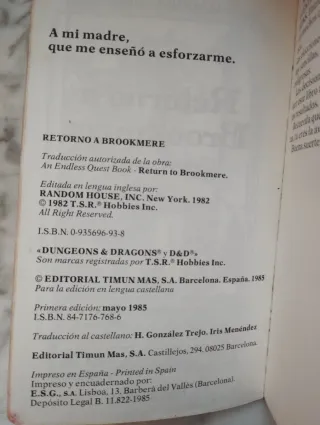 A mi madre,
que me enseñó a esforzarme.
RETORNO A BROOKMERE
Traducción autorizada de la obra:
An Endless Quest Book - Return to Brookmere.
Editada en lengua inglesa por:
RANDOM HOUSE, INC. New York. 1982
© 1982 T.S.R.® Hobbies Inc.
All Right Reserved.
I.S.B.N. 0-935696-93-8
«DUNGEONS & DRAGONS® y D&D®»
Son marcas registradas por T.S.R.® Hobbies Inc.
© EDITORIAL TIMUN MAS, S.A. Barcelona. España. 1985
Para la edición en lengua castellana
Primera edición: mayo 1985
I.S.B.N. 84-7176-768-6
Traducción al castellano: H. González Trejo. Iris Menéndez
Editorial Timun Mas, S.A. Castillejos, 294. 08025 Barcelona.
Impreso en España - Printed in Spain
Impreso y encuadernado por:
E.S.G., S.A. Lisboa, 13. Barberà del Vallés (Barcelona).
Depósito Legal B. 11.822-1985